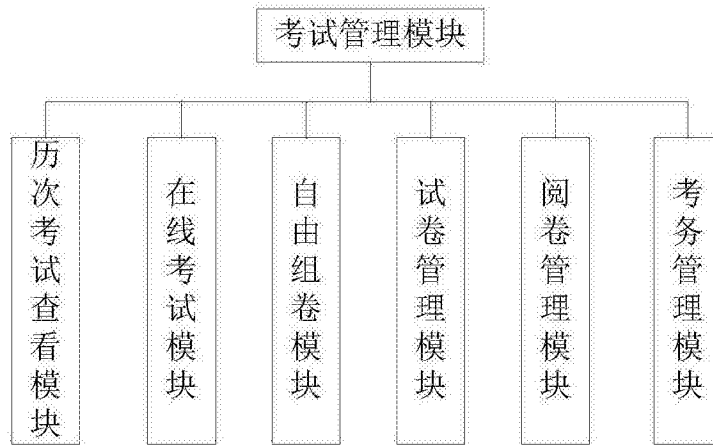 考试管理模块
历次考试查看模块
在线考试模块
自由组卷模块
试卷管理模块
阅卷管理模块
考务管理模块